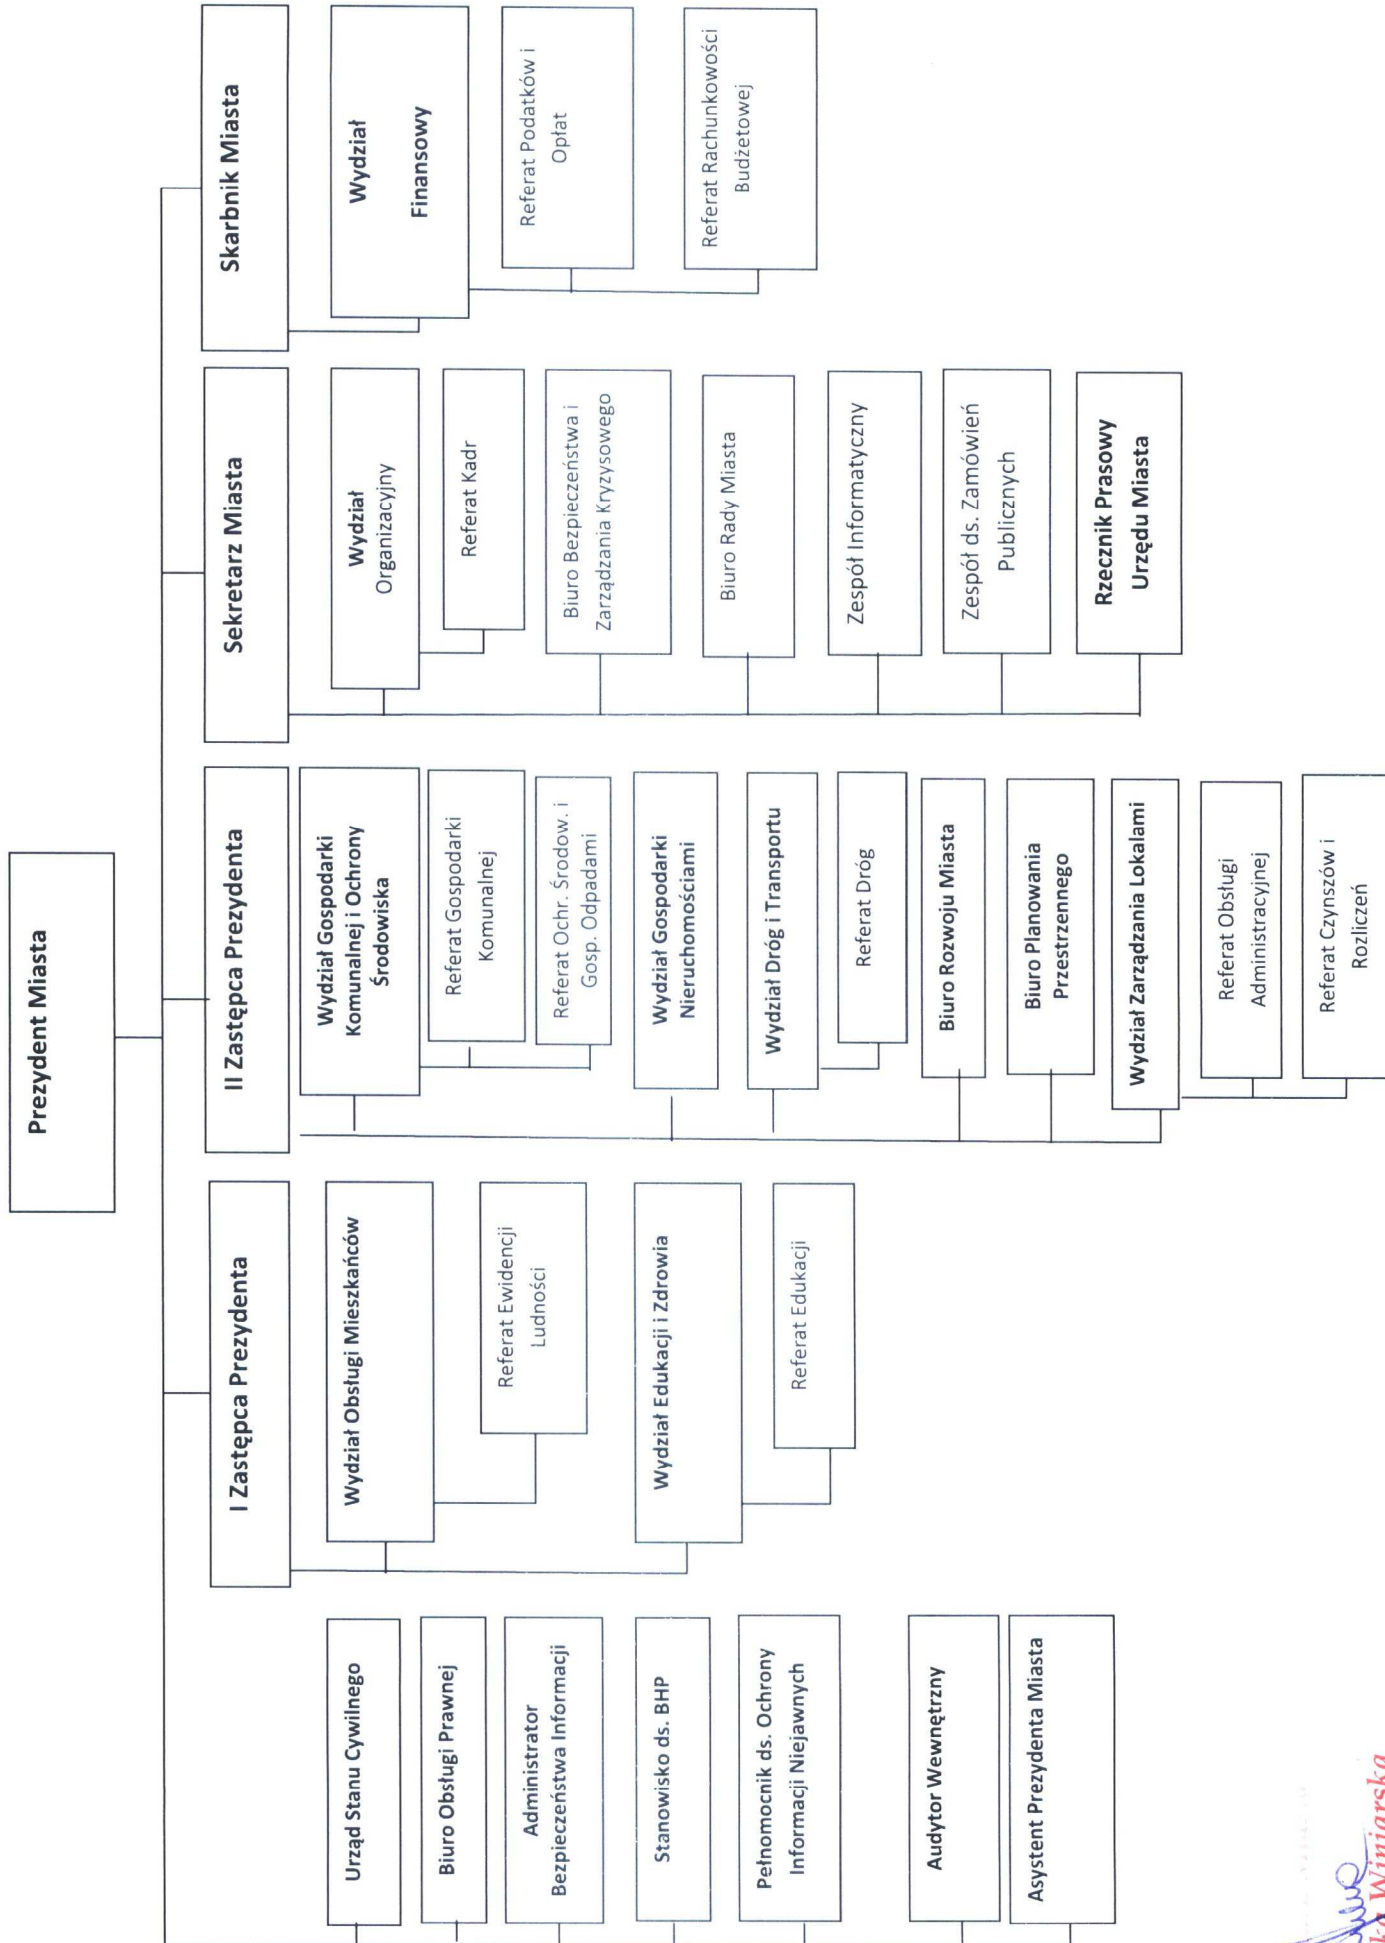 Prezydent Miasta
I Zastępca Prezydenta
II Zastępca Prezydenta
Sekretarz Miasta
Skarbnik Miasta
Urząd Stanu Cywilnego
Biuro Obsługi Prawnej
Administrator
Bezpieczeństwa Informacji
Stanowisko ds. BHP
Pełnomocnik ds. Ochrony
Informacji Niejawnych
Audytor Wewnętrzny
Asystent Prezydenta Miasta
Wydział Obsługi Mieszkańców
Referat Ewidencji
Ludności
Wydział Edukacji i Zdrowia
Referat Edukacji
Wydział Gospodarki
Komunalnej i Ochrony
Środowiska
Referat Gospodarki
Komunalnej
Referat Ochr. Środow. i
Gosp. Odpadami
Wydział Gospodarki
Nieruchomościami
Wydział Dróg i Transportu
Referat Dróg
Biuro Rozwoju Miasta
Biuro Planowania
Przestrzennego
Wydział Zarządzania Lokalami
Referat Obsługi
Administracyjnej
Referat Czynszów i
Rozliczeń
Wydział
Organizacyjny
Referat Kadr
Biuro Bezpieczeństwa i
Zarządzania Kryzysowego
Biuro Rady Miasta
Zespół Informatyczny
Zespół ds. Zamówień
Publicznych
Rzecznik Prasowy
Urzędu Miasta
Wydział
Finansowy
Referat Podatków i
Opłat
Referat Rachunkowości
Budżetowej
Winiarska